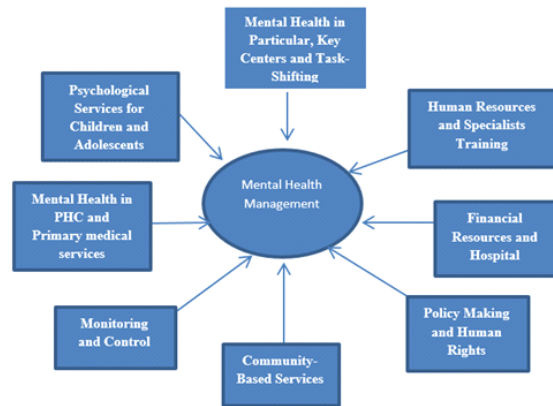 Mental Health in
Particular, Key
Centers and Task-
Shifting
Psychological
Services for
Children and
Adolescents
Human Resources
and Specialists
Training
Mental Health
Management
Mental Health in
PHC and
Primary medical
services
Financial
Resources and
Hospital
Monitoring
and Control
Policy Making
and Human
Rights
Community-
Based Services